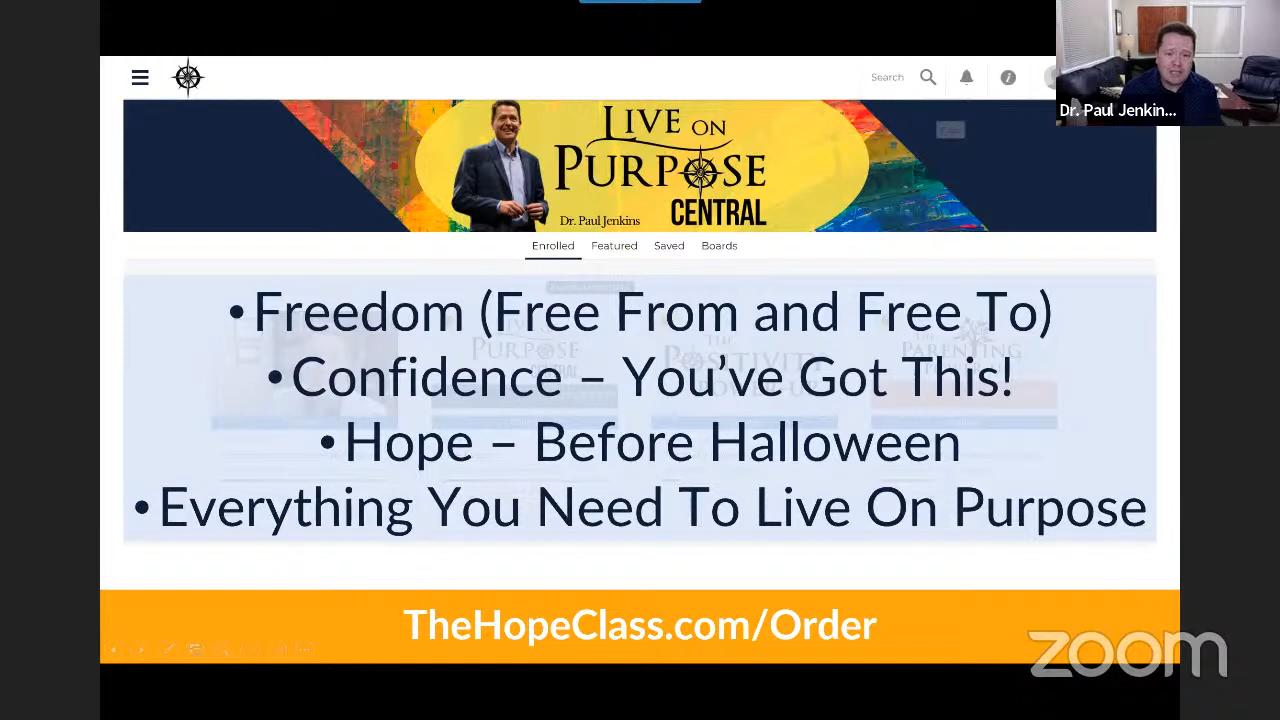 Search
Dr. Paul Jenkin...
LIVE ON
PURPOSE
CENTRAL
Dr. Paul Jenkins
Enrolled Featured Saved Boards
• Freedom (Free From and Free To)
• Confidence – You've Got This!
• Hope – Before Halloween
• Everything You Need To Live On Purpose
TheHopeClass.com/Order
zoom